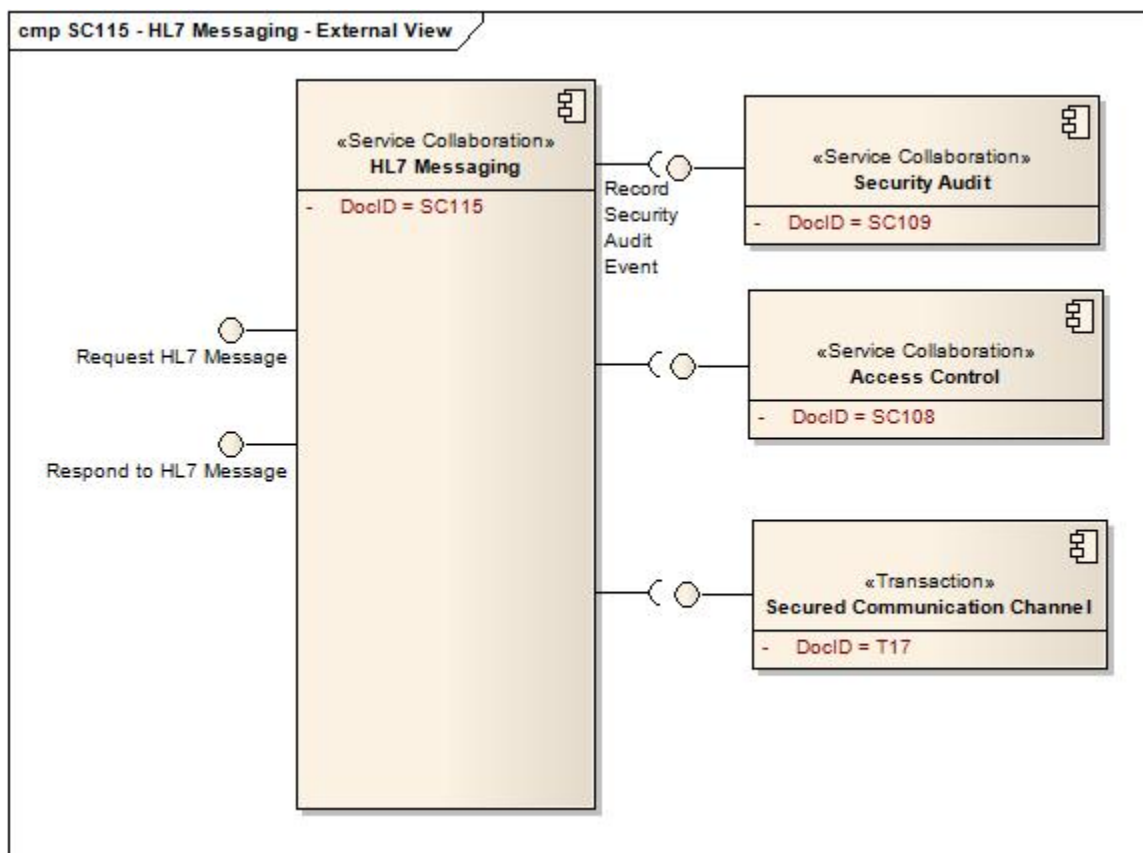 cmp SC115 - HL7 Messaging - External View
«Service Collaboration»
HL7 Messaging
- DocID = SC115
Request HL7 Message
Respond to HL7 Message
Record
Security
Audit
Event
«Service Collaboration»
Security Audit
- DocID = SC109
«Service Collaboration»
Access Control
- DocID = SC108
«Transaction»
Secured Communication Channel
- DocID = T17